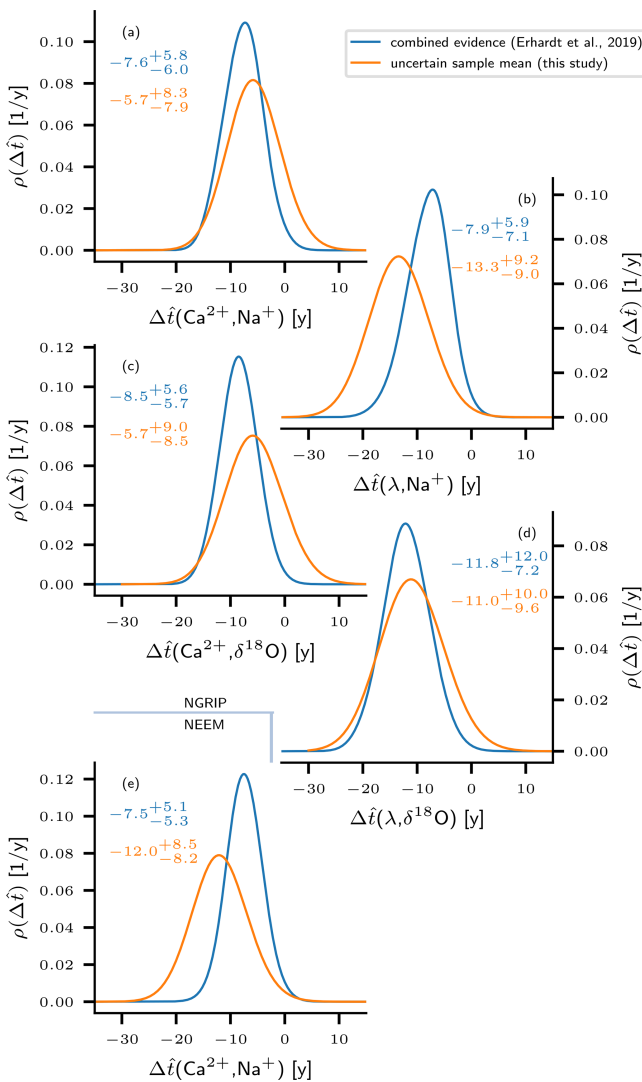 combined evidence (Erhardt et al., 2019)
uncertain sample mean (this study)
(a)
−7.6 +5.8 −6.0
−5.7 +8.3 −7.9
0.10
0.08
0.06
0.04
0.02
0.00
ρ(Δt̂) [1/y]
−30 −20 −10 0 10
Δt̂(Ca²⁺,Na⁺) [y]
(b)
−7.9 +5.9 −7.1
−13.3 +9.2 −9.0
0.10
0.08
0.06
0.04
0.02
0.00
ρ(Δt̂) [1/y]
−30 −20 −10 0 10
Δt̂(λ,Na⁺) [y]
(c)
−8.5 +5.6 −5.7
−5.7 +9.0 −8.5
0.12
0.10
0.08
0.06
0.04
0.02
0.00
ρ(Δt̂) [1/y]
−30 −20 −10 0 10
Δt̂(Ca²⁺,δ¹⁸O) [y]
(d)
−11.8 +12.0 −7.2
−11.0 +10.0 −9.6
0.08
0.06
0.04
0.02
0.00
ρ(Δt̂) [1/y]
−30 −20 −10 0 10
Δt̂(λ,δ¹⁸O) [y]
NGRIP
NEEM
(e)
−7.5 +5.1 −5.3
−12.0 +8.5 −8.2
0.12
0.10
0.08
0.06
0.04
0.02
0.00
ρ(Δt̂) [1/y]
−30 −20 −10 0 10
Δt̂(Ca²⁺,Na⁺) [y]